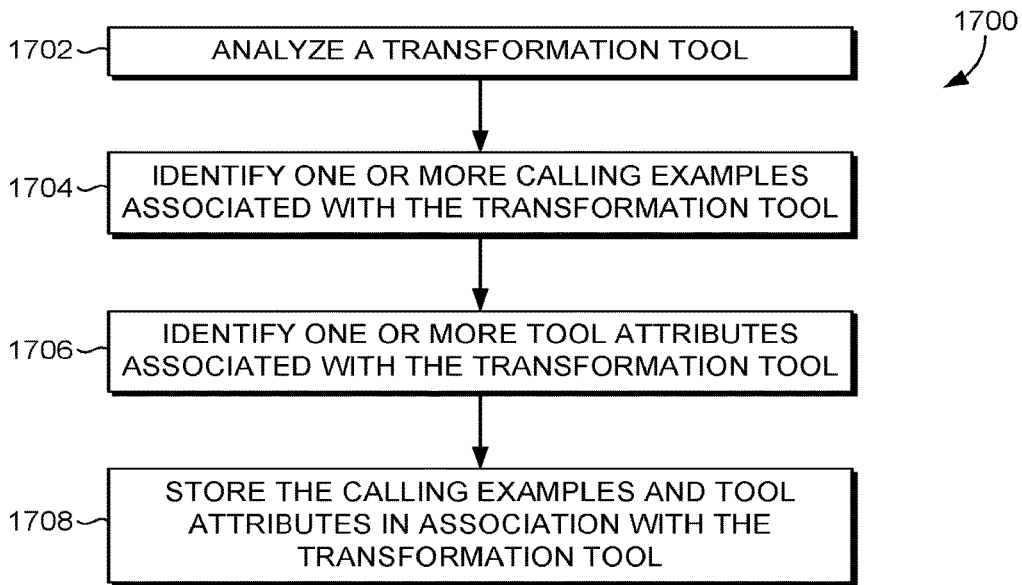 1700
1702
ANALYZE A TRANSFORMATION TOOL
1704
IDENTIFY ONE OR MORE CALLING EXAMPLES
ASSOCIATED WITH THE TRANSFORMATION TOOL
1706
IDENTIFY ONE OR MORE TOOL ATTRIBUTES
ASSOCIATED WITH THE TRANSFORMATION TOOL
1708
STORE THE CALLING EXAMPLES AND TOOL
ATTRIBUTES IN ASSOCIATION WITH THE
TRANSFORMATION TOOL